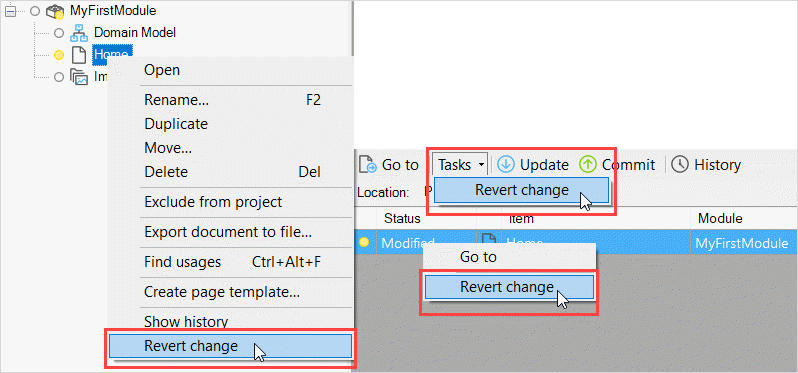 MyFirstModule
Domain Model
Home
Im
Open
Rename... F2
Duplicate
Move...
Delete Del
Exclude from project
Export document to file...
Find usages Ctrl+Alt+F
Create page template...
Show history
Revert change
Go to Tasks Update Commit History
Revert change
Location: P
Status Item Module
Modified Home MyFirstModule
Go to
Revert change